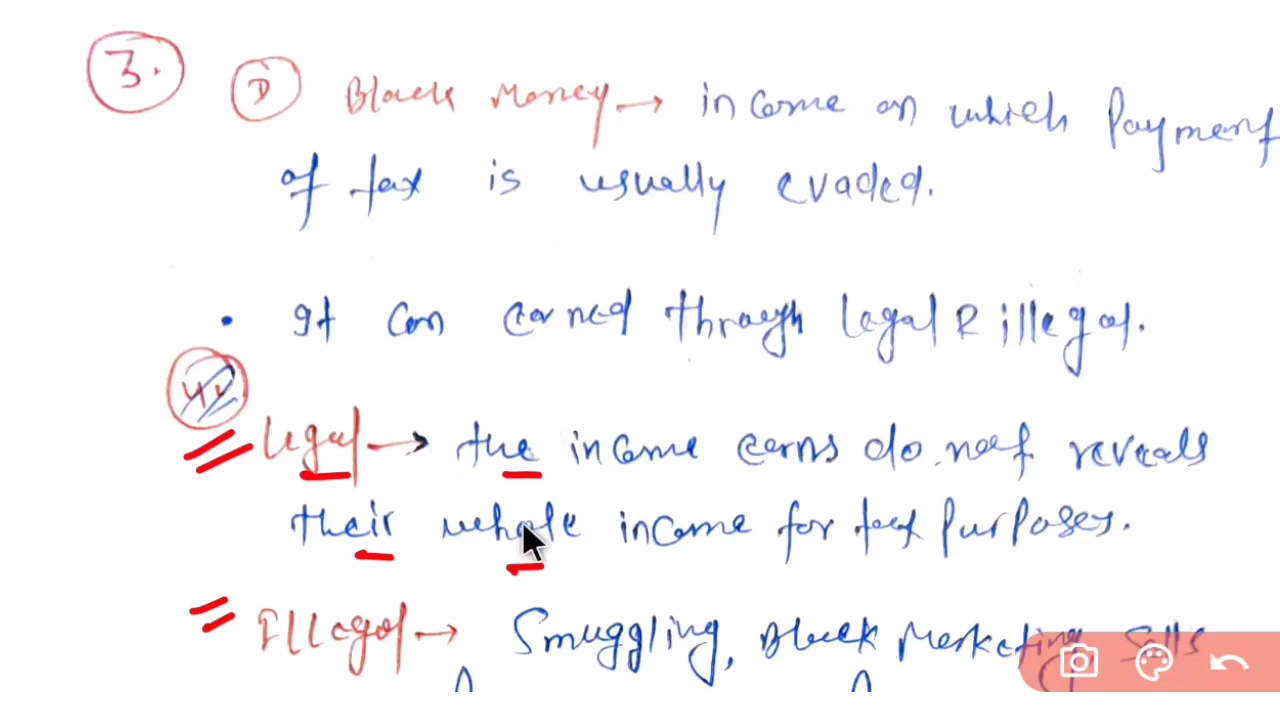 3.
D Black Money → income on which Payment
of tax is usually evaded.
• It can earned through legal & illegal.
Legal → the income earns do not reveals
their whole income for tax purposes.
Illegal → Smuggling, Black Marketing, Sells